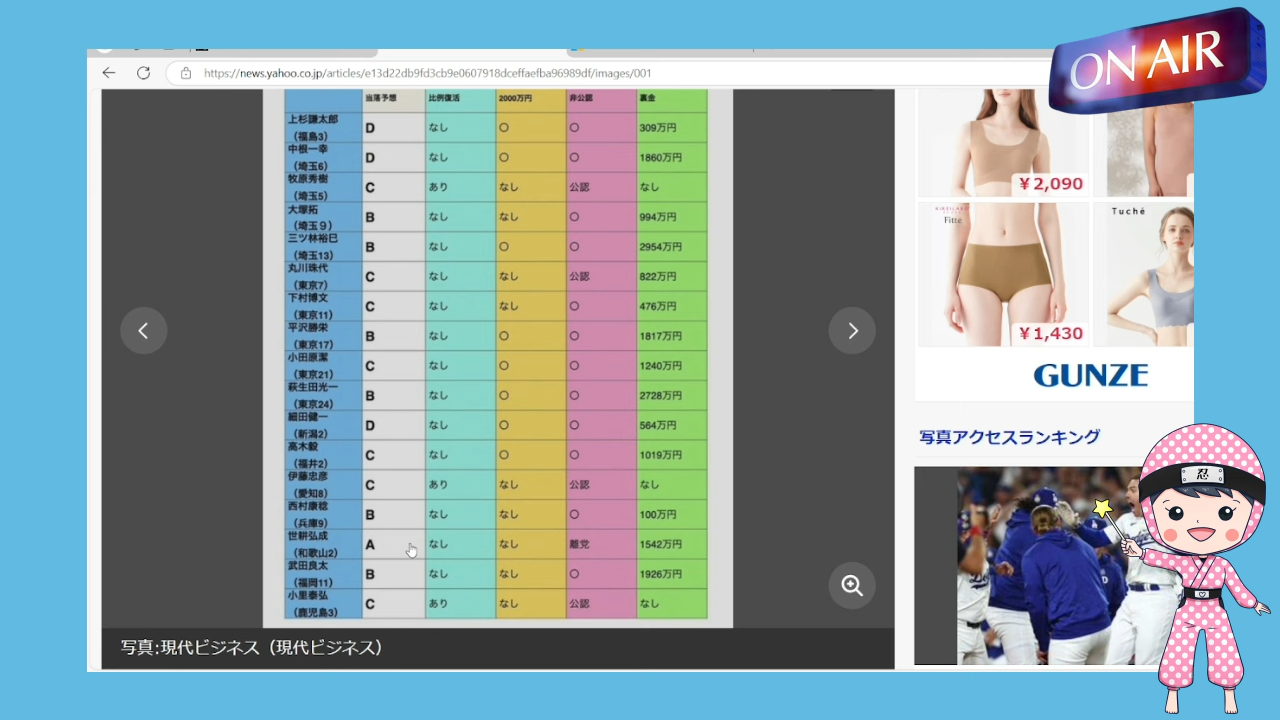 https://news.yahoo.co.jp/articles/e13d22db9fd3cb9e0607918dceffaefba96989df/images/001
ON AIR
当落予想 比例復活 2000万円 非公認 裏金
上杉謙太郎
(福島3) D なし 〇 〇 309万円
中根一幸
(埼玉6) D なし 〇 〇 1860万円
牧原秀樹
(埼玉5) C あり なし 公認 なし
大塚拓
(埼玉９) B なし なし 〇 994万円
三ツ林裕巳
(埼玉13) B なし 〇 〇 2954万円
丸川珠代
(東京7) C なし なし 公認 822万円
下村博文
(東京11) C なし なし 〇 476万円
平沢勝栄
(東京17) B なし 〇 〇 1817万円
小田原潔
(東京21) C なし 〇 〇 1240万円
萩生田光一
(東京24) B なし 〇 〇 2728万円
細田健一
(新潟2) D なし 〇 〇 564万円
高木毅
(福井2) C なし 〇 〇 1019万円
伊藤忠彦
(愛知8) C あり なし 公認 なし
西村康稔
(兵庫9) B なし なし 〇 100万円
世耕弘成
(和歌山2) A なし なし 離党 1542万円
武田良太
(福岡11) B なし なし 〇 1926万円
小里泰弘
(鹿児島3) C あり なし 公認 なし
写真:現代ビジネス（現代ビジネス）
¥2,090
Fitte
Tuché
¥1,430
GUNZE
写真アクセスランキング
忍